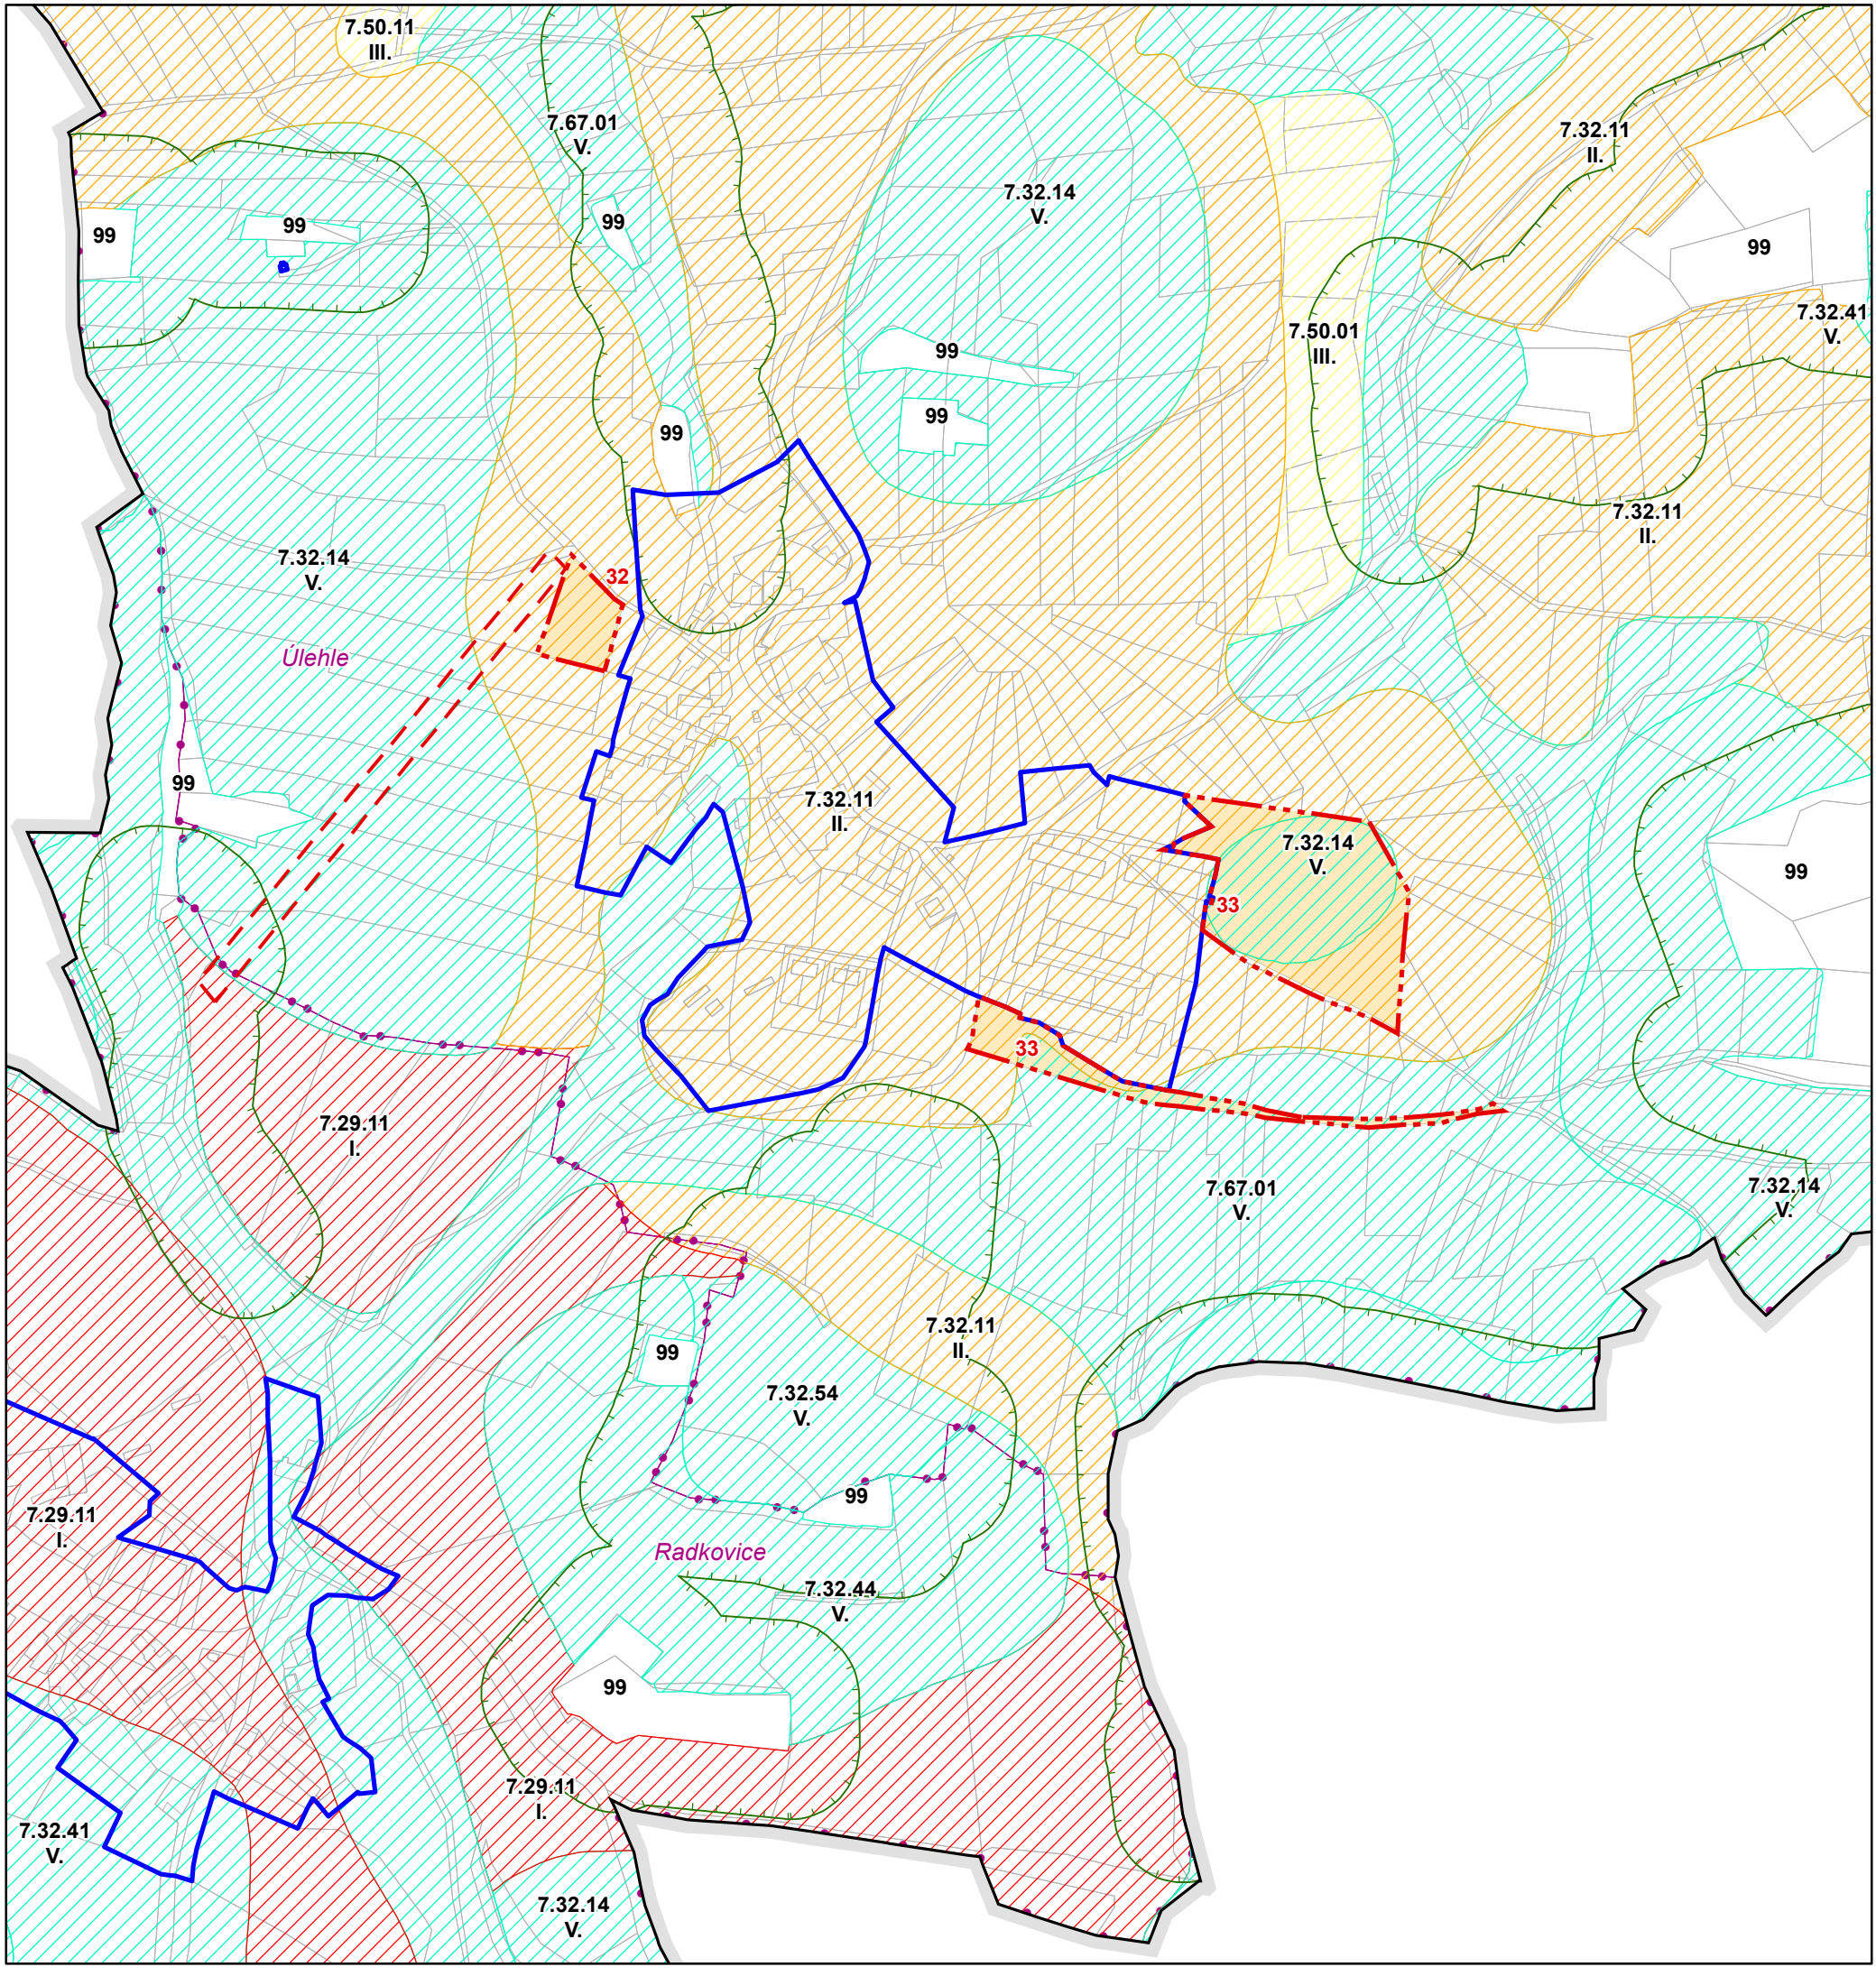 7.50.11
III.
7.67.01
V.
7.32.11
II.
7.32.14
V.
99
99
99
99
7.32.41
V.
7.50.01
III.
99
99
99
7.32.11
II.
7.32.14
V.
32
Úlehle
99
7.32.11
II.
7.32.14
V.
99
33
33
7.29.11
I.
7.67.01
V.
7.32.14
V.
7.32.11
II.
99
7.32.54
V.
99
7.29.11
I.
Radkovice
7.32.44
V.
99
7.29.11
I.
7.32.41
V.
7.32.14
V.